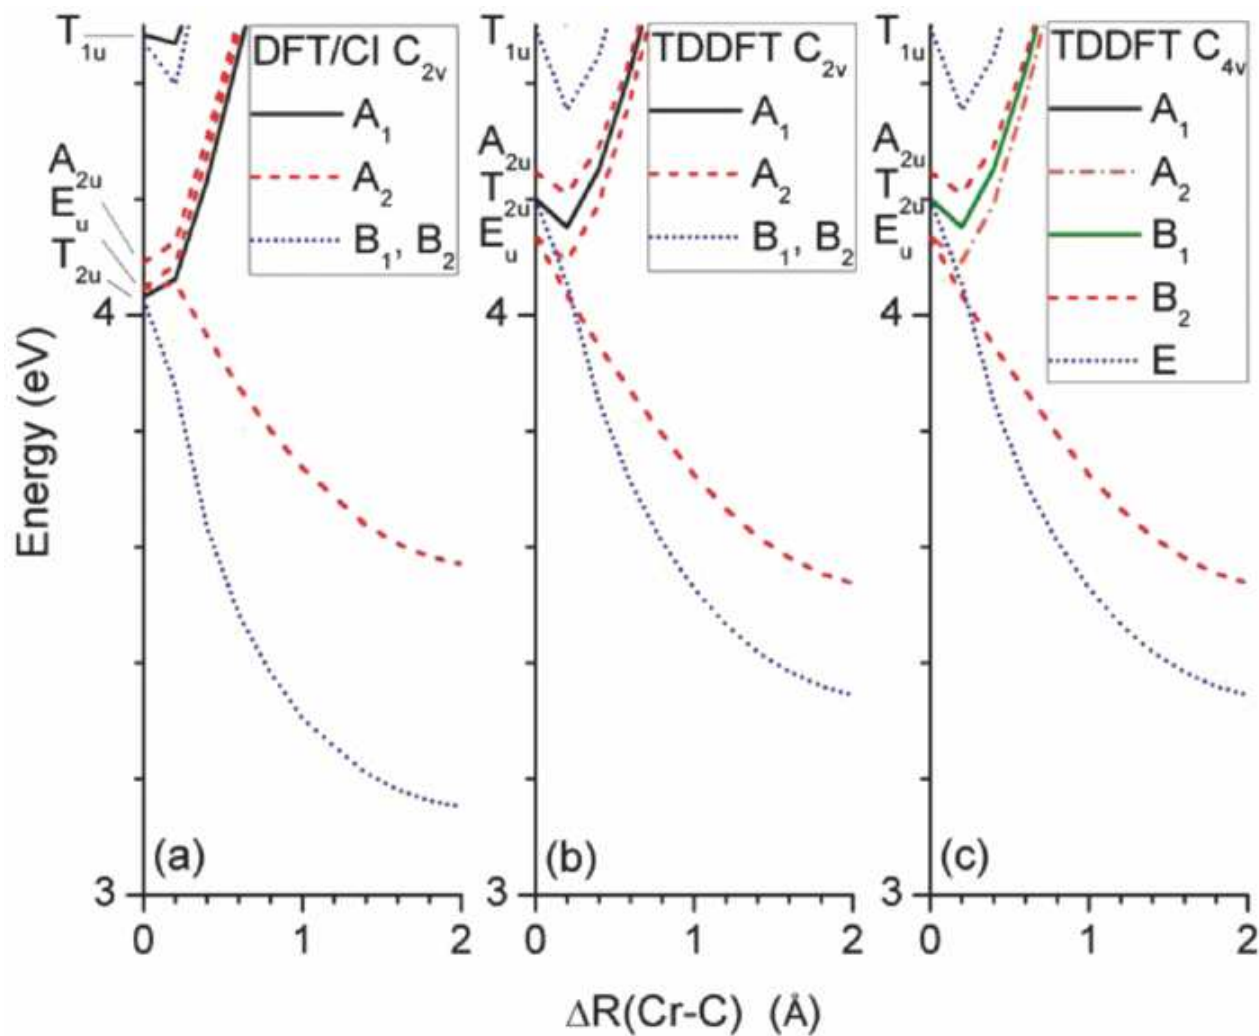 T1u
A2u
Eu
T2u
DFT/CI C2v
A1
A2
B1, B2
(a)
T1u
A2u
T2u
Eu
TDDFT C2v
A1
A2
B1, B2
(b)
T1u
A2u
T2u
Eu
TDDFT C4v
A1
A2
B1
B2
E
(c)
Energy (eV)
4
3
0
1
2
4
3
0
1
2
4
3
0
1
2
ΔR(Cr-C) (Å)